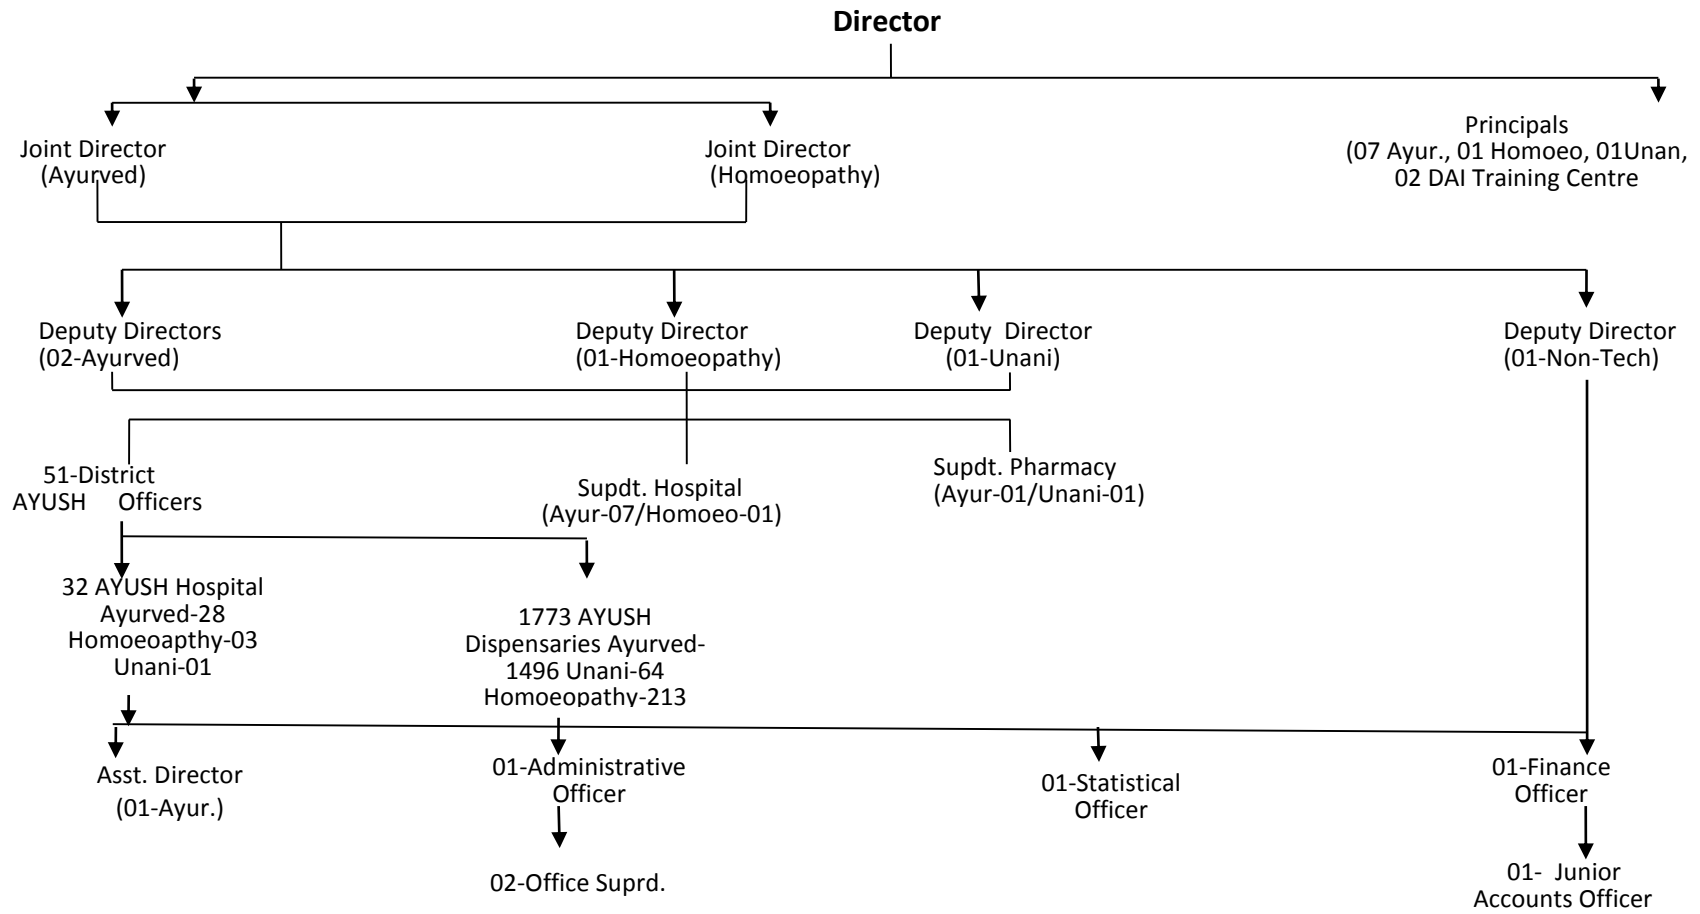 Director
Joint Director
(Ayurved)
Joint Director
(Homoeopathy)
Principals
(07 Ayur., 01 Homoeo, 01Unan,
02 DAI Training Centre
Deputy Directors
(02-Ayurved)
Deputy Director
(01-Homoeopathy)
Deputy Director
(01-Unani)
Deputy Director
(01-Non-Tech)
51-District
AYUSH Officers
Supdt. Hospital
(Ayur-07/Homoeo-01)
Supdt. Pharmacy
(Ayur-01/Unani-01)
32 AYUSH Hospital
Ayurved-28
Homoeoapthy-03
Unani-01
1773 AYUSH
Dispensaries Ayurved-
1496 Unani-64
Homoeopathy-213
Asst. Director
(01-Ayur.)
01-Administrative
Officer
01-Statistical
Officer
01-Finance
Officer
02-Office Suprd.
01- Junior
Accounts Officer